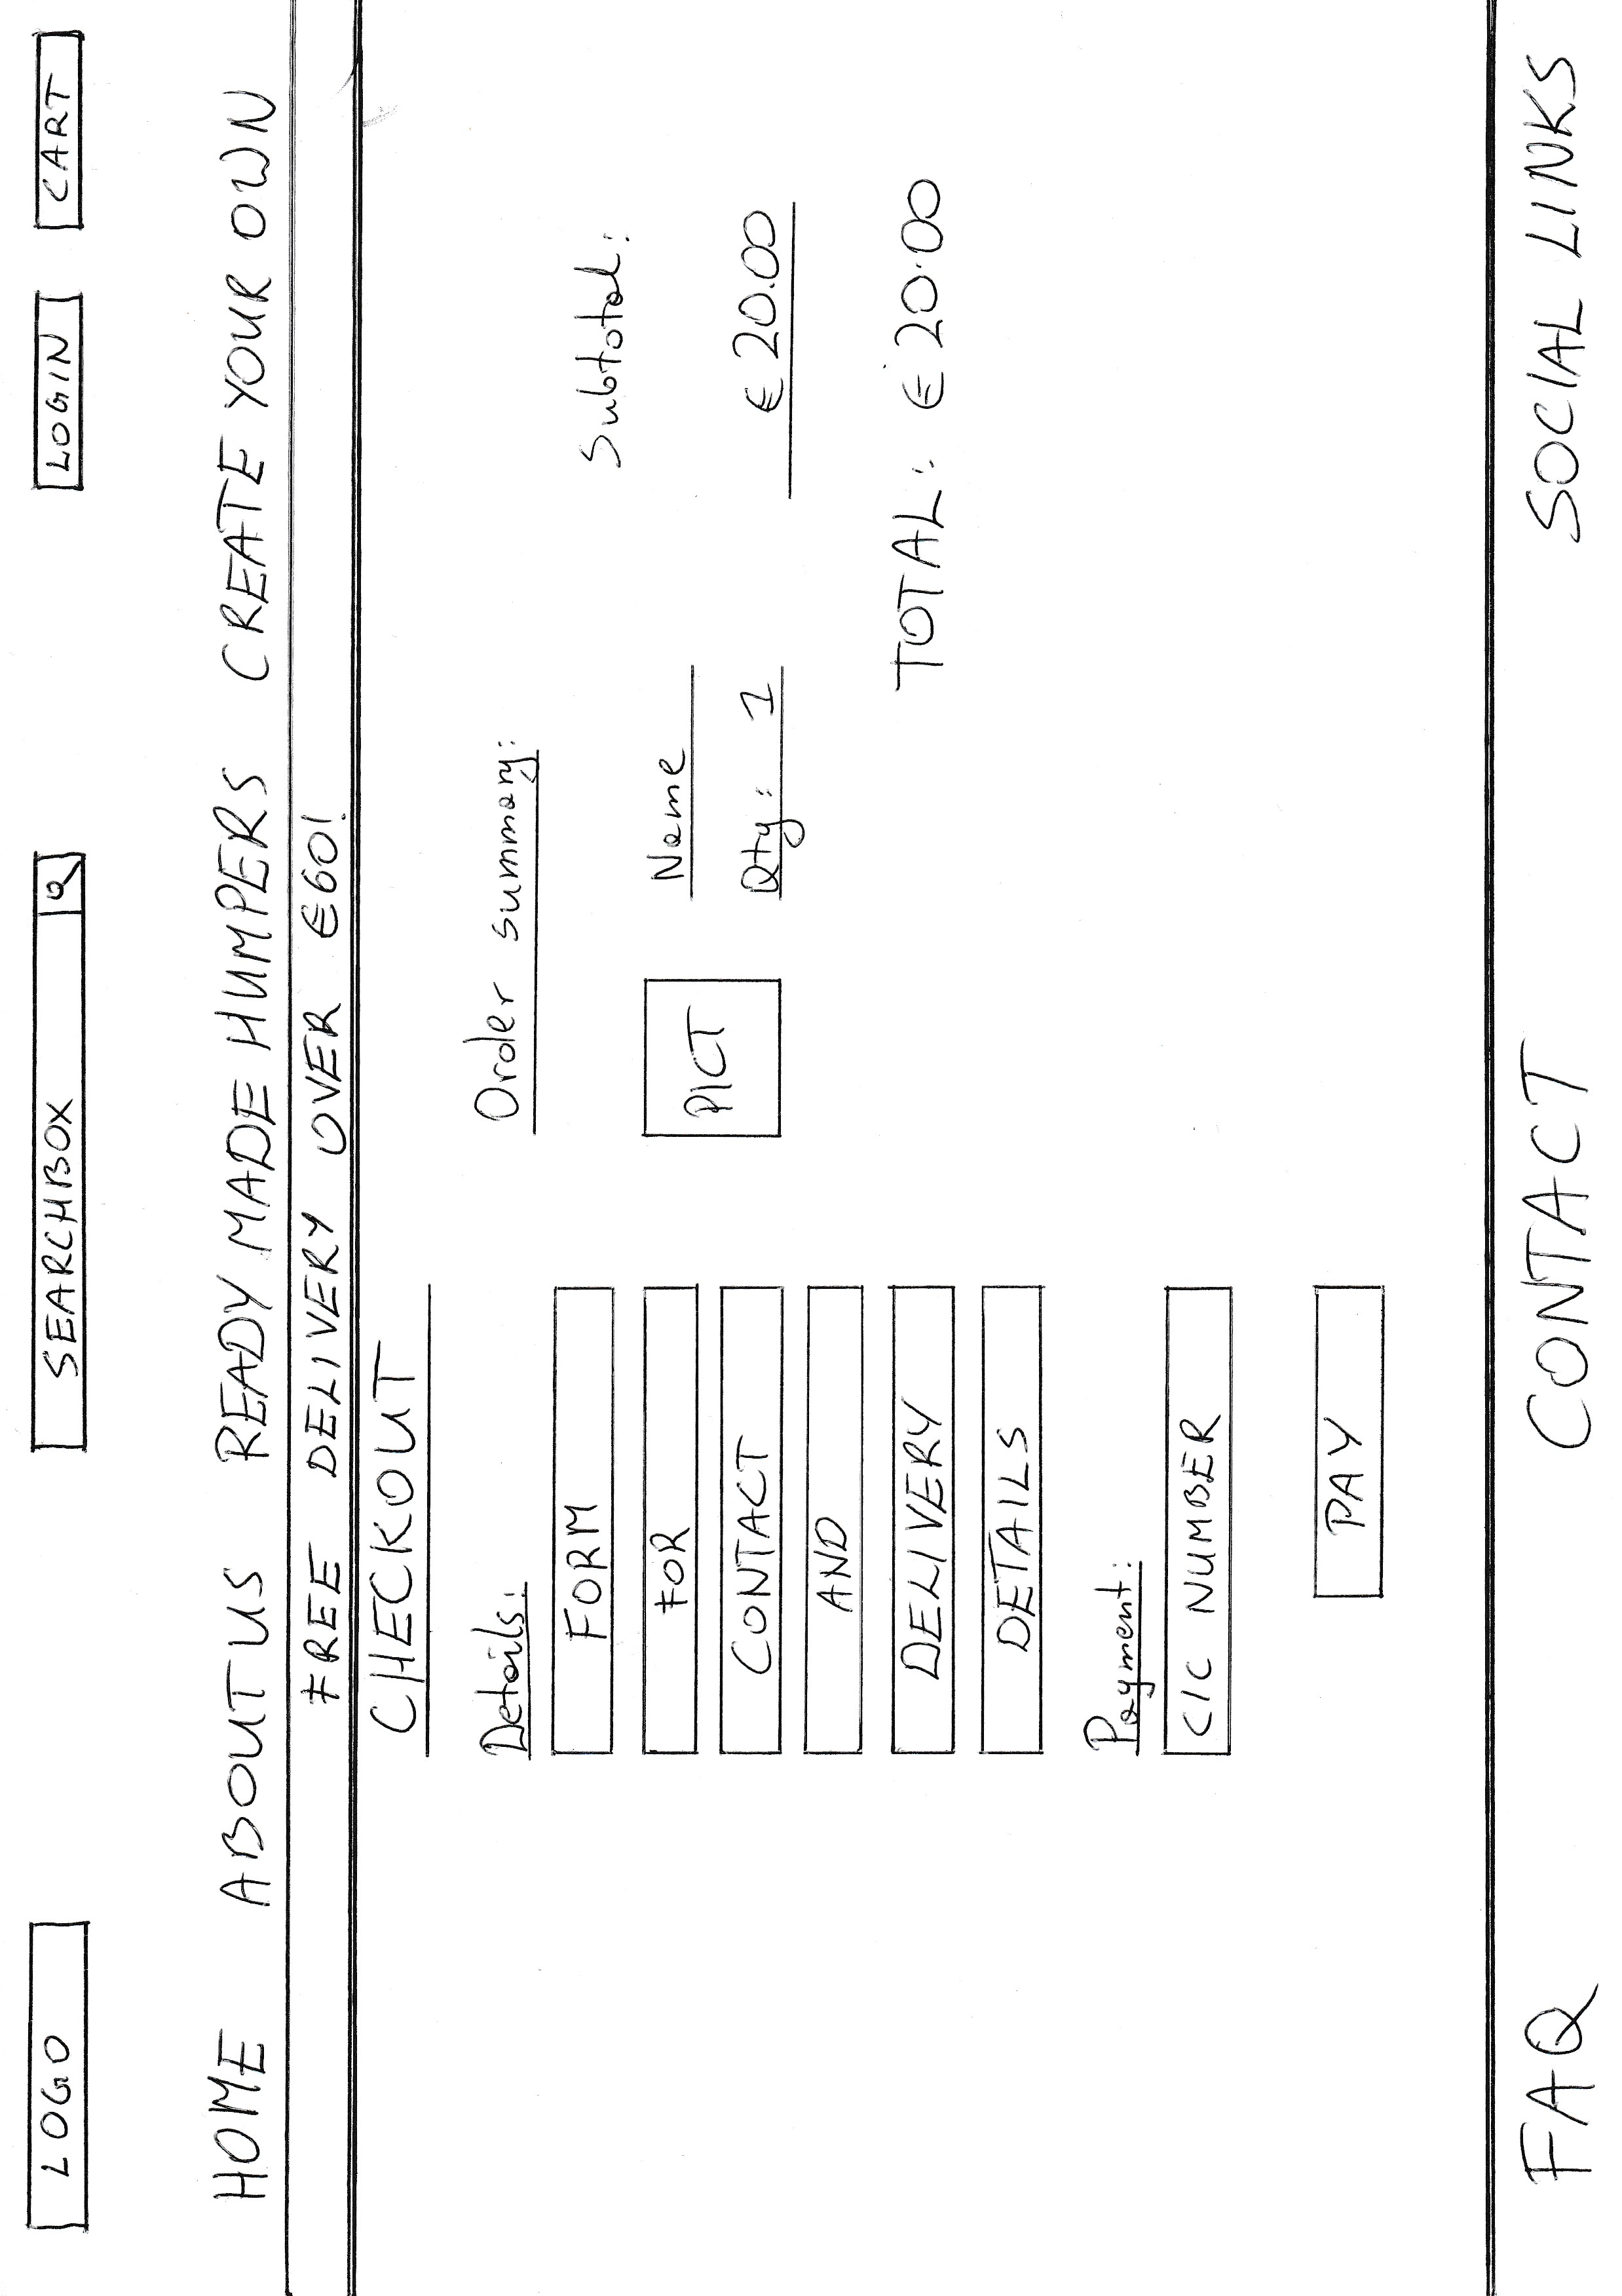 LOGO
SEARCHBOX
LOGIN
CART
HOME
ABOUT US
READY MADE HUMPERS
CREATE YOUR OWN
FREE DELIVERY OVER €60!
CHECKOUT
Details:
FORM
FOR
CONTACT
AND
DELIVERY
DETAILS
Payment:
C/C NUMBER
PAY
Order summary:
Subtotal:
PICT
Name
Qty: 1
€20.00
TOTAL: €20.00
FAQ
CONTACT
SOCIAL LINKS